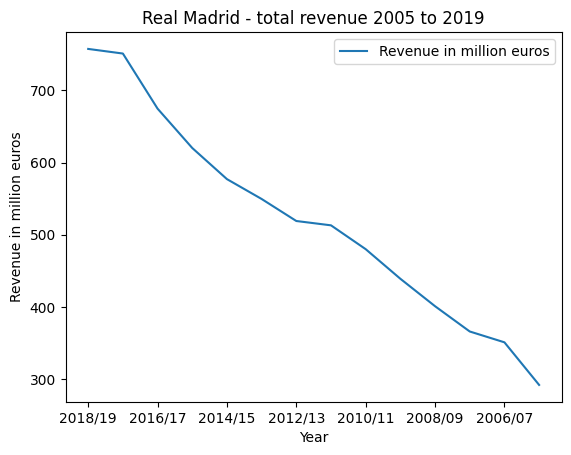 Real Madrid - total revenue 2005 to 2019
Revenue in million euros
Revenue in million euros
700
600
500
400
300
2018/19 2016/17 2014/15 2012/13 2010/11 2008/09 2006/07
Year